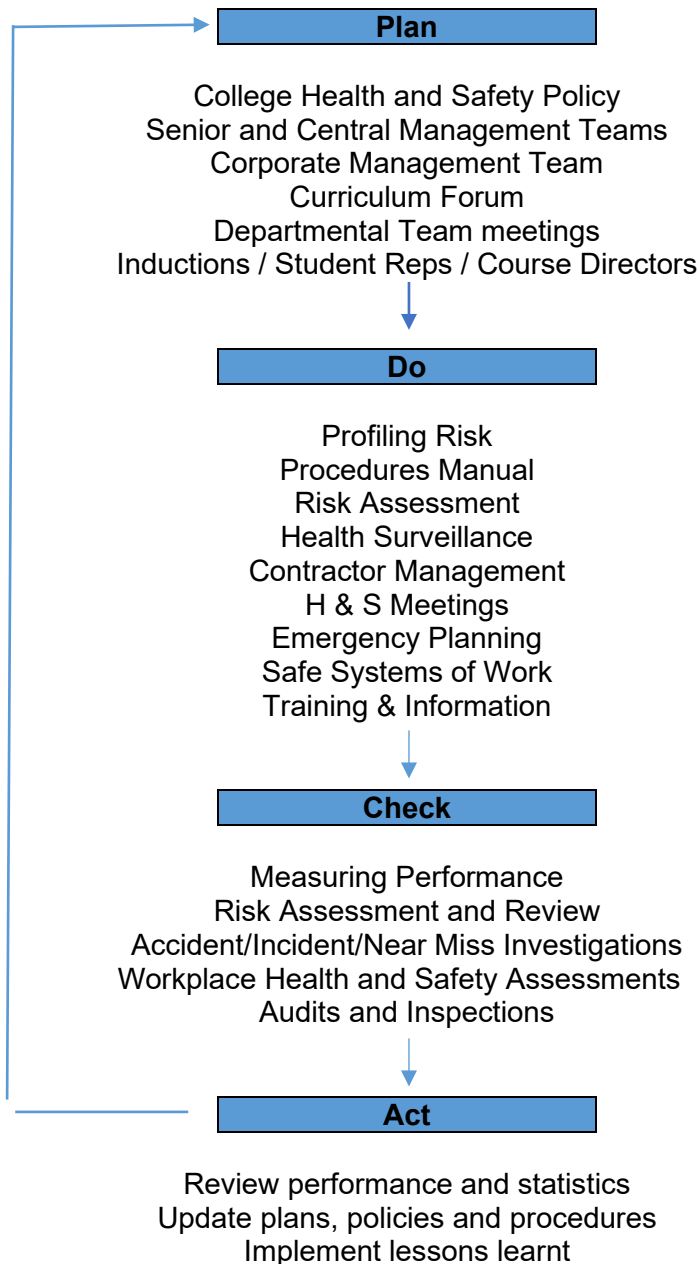 Plan
College Health and Safety Policy
Senior and Central Management Teams
Corporate Management Team
Curriculum Forum
Departmental Team meetings
Inductions / Student Reps / Course Directors
Do
Profiling Risk
Procedures Manual
Risk Assessment
Health Surveillance
Contractor Management
H & S Meetings
Emergency Planning
Safe Systems of Work
Training & Information
Check
Measuring Performance
Risk Assessment and Review
Accident/Incident/Near Miss Investigations
Workplace Health and Safety Assessments
Audits and Inspections
Act
Review performance and statistics
Update plans, policies and procedures
Implement lessons learnt